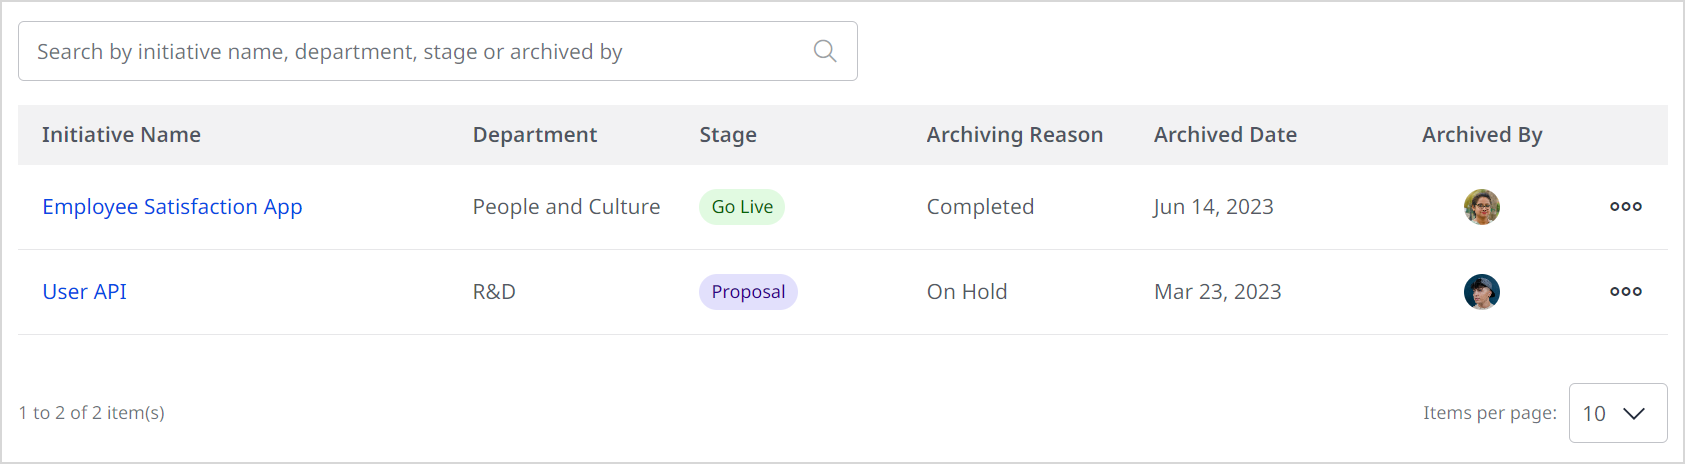 Search by initiative name, department, stage or archived by
Initiative Name Department Stage Archiving Reason Archived Date Archived By
Employee Satisfaction App People and Culture Go Live Completed Jun 14, 2023
User API R&D Proposal On Hold Mar 23, 2023
1 to 2 of 2 item(s) Items per page: 10